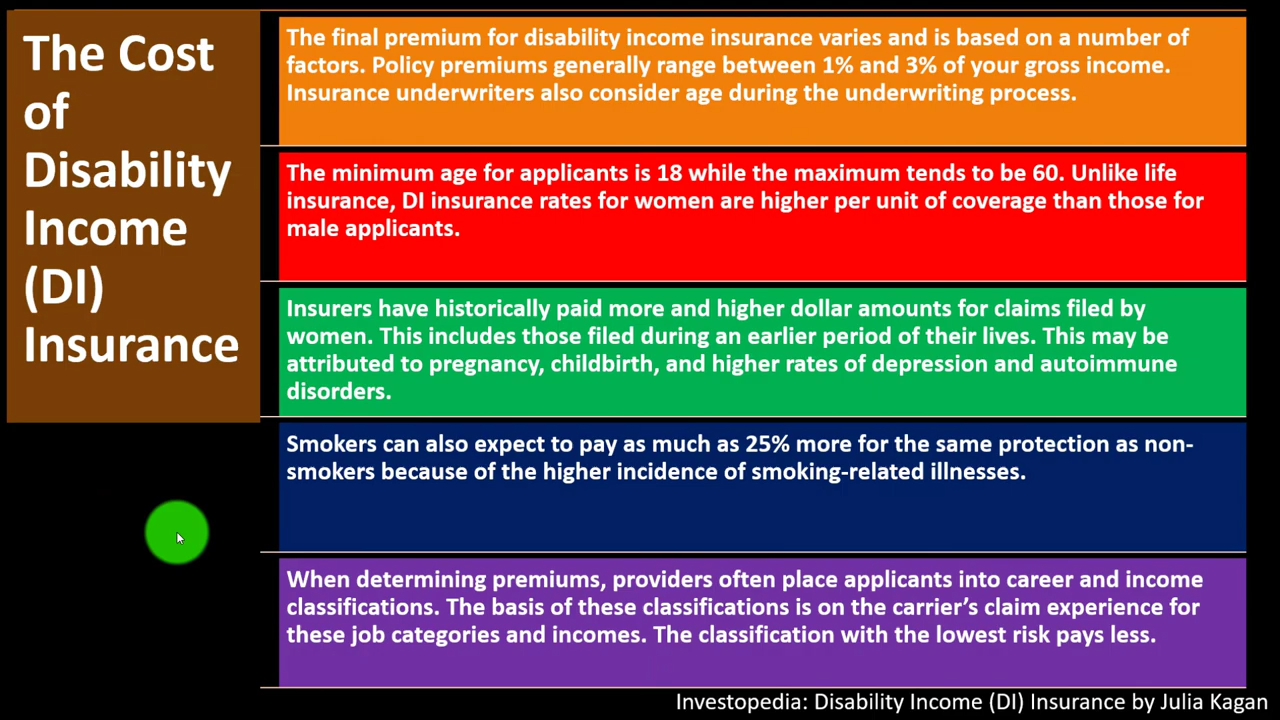 The Cost
of
Disability
Income
(DI)
Insurance
The final premium for disability income insurance varies and is based on a number of
factors. Policy premiums generally range between 1% and 3% of your gross income.
Insurance underwriters also consider age during the underwriting process.
The minimum age for applicants is 18 while the maximum tends to be 60. Unlike life
insurance, DI insurance rates for women are higher per unit of coverage than those for
male applicants.
Insurers have historically paid more and higher dollar amounts for claims filed by
women. This includes those filed during an earlier period of their lives. This may be
attributed to pregnancy, childbirth, and higher rates of depression and autoimmune
disorders.
Smokers can also expect to pay as much as 25% more for the same protection as non-
smokers because of the higher incidence of smoking-related illnesses.
When determining premiums, providers often place applicants into career and income
classifications. The basis of these classifications is on the carrier’s claim experience for
these job categories and incomes. The classification with the lowest risk pays less.
Investopedia: Disability Income (DI) Insurance by Julia Kagan